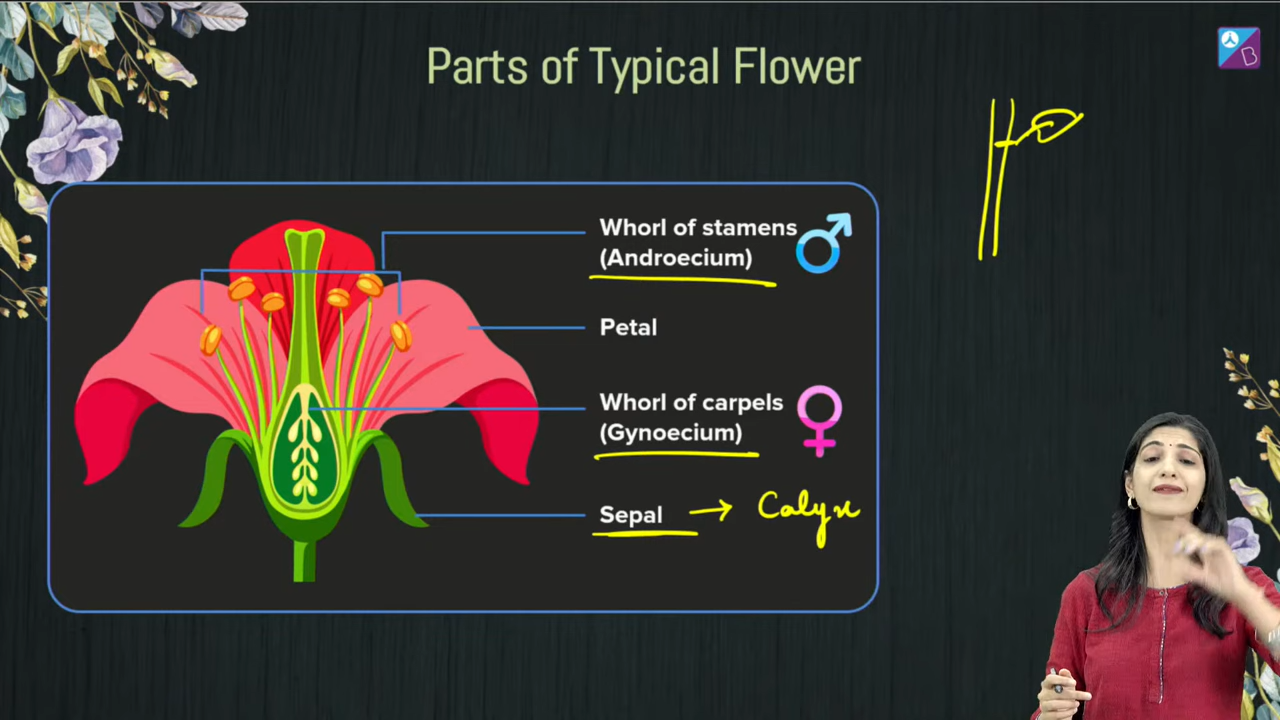 Parts of Typical Flower
Whorl of stamens
(Androecium)
Petal
Whorl of carpels
(Gynoecium)
Sepal → Calyx
B